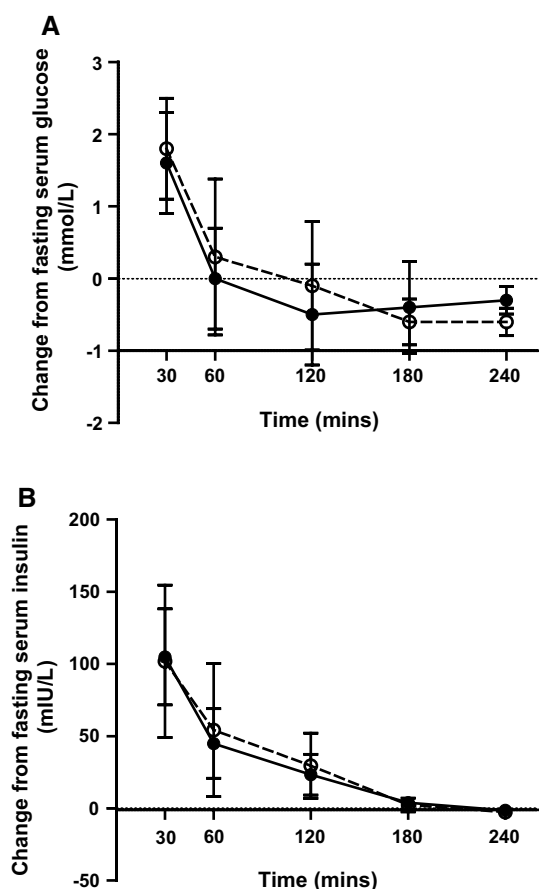 A
Change from fasting serum glucose
(mmol/L)
3
2
1
0
-1
-2
30 60 120 180 240
Time (mins)
B
Change from fasting serum insulin
(mIU/L)
200
150
100
50
0
-50
30 60 120 180 240
Time (mins)